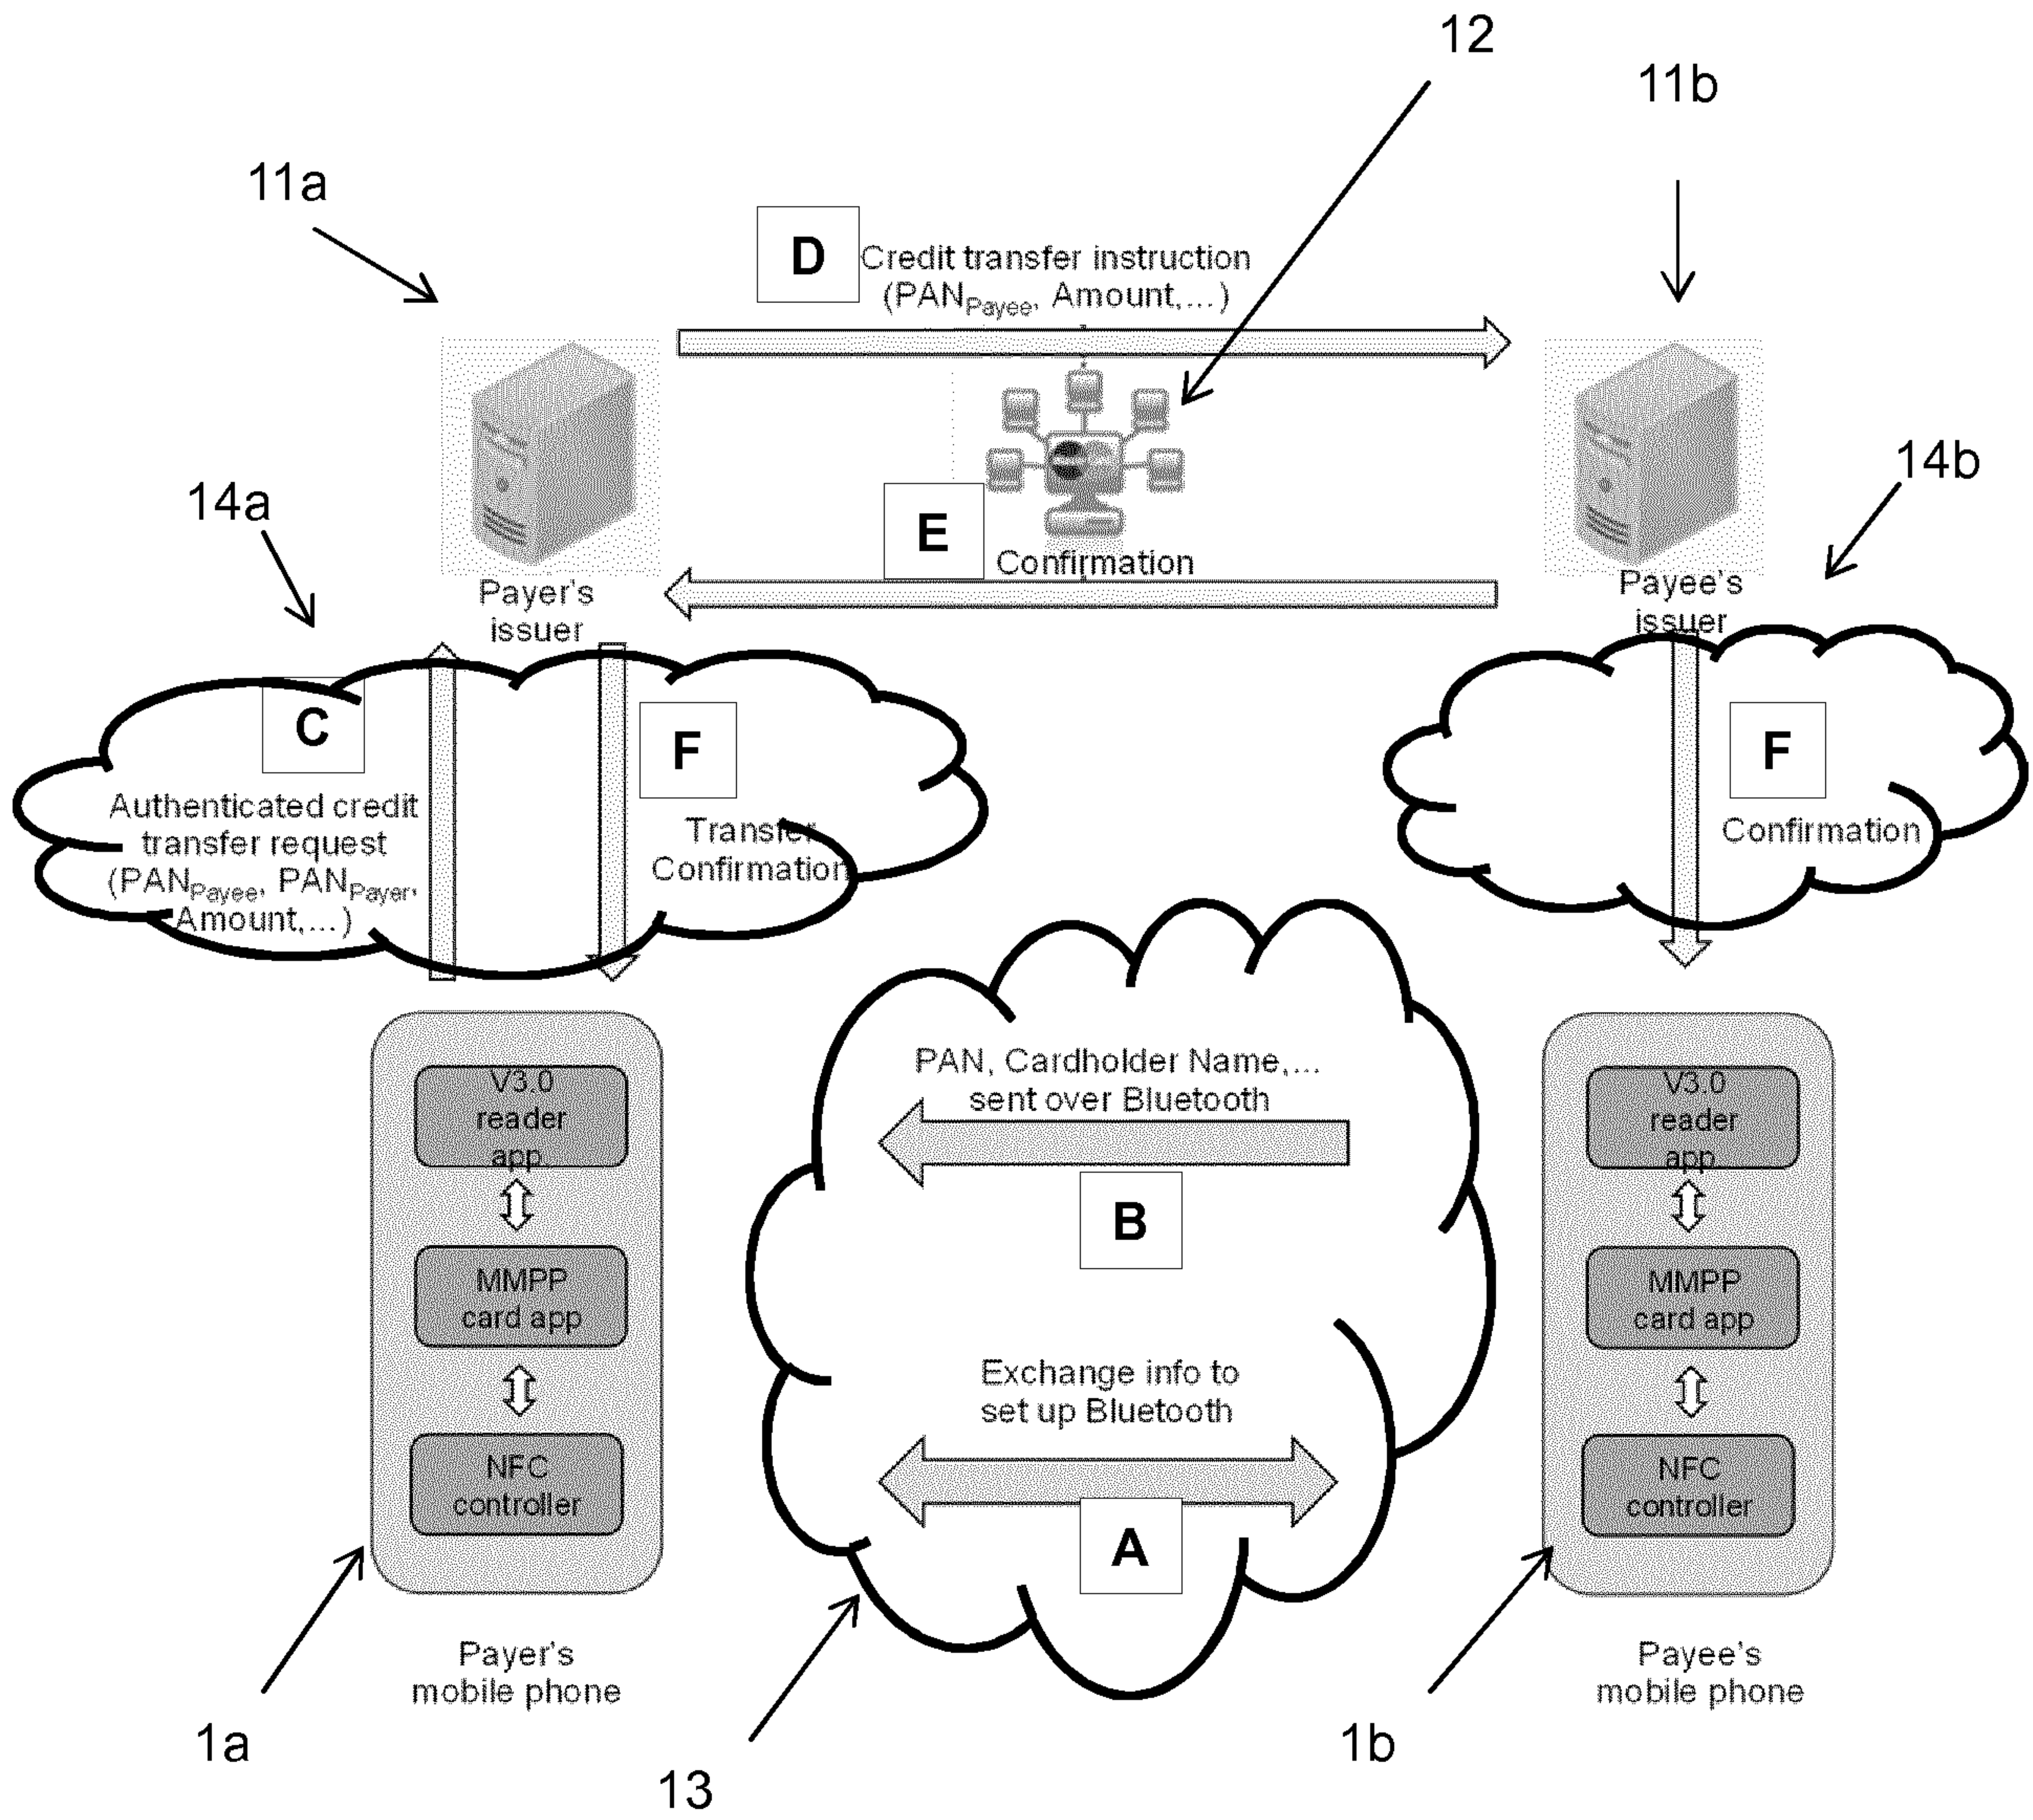 12
11b
11a
D
Credit transfer instruction
(PANPayee, Amount,...)
14b
14a
E
Confirmation
Payer's
issuer
Payee's
issuer
C
F
F
Authenticated credit
transfer request
(PANPayee, PANPayer,
Amount,...)
Transfer
Confirmation
Confirmation
V3.0
reader
app.
MMPP
card app
NFC
controller
PAN, Cardholder Name,...
sent over Bluetooth
B
Exchange info to
set up Bluetooth
A
V3.0
reader
app
MMPP
card app
NFC
controller
Payer's
mobile phone
Payee's
mobile phone
1a
13
1b